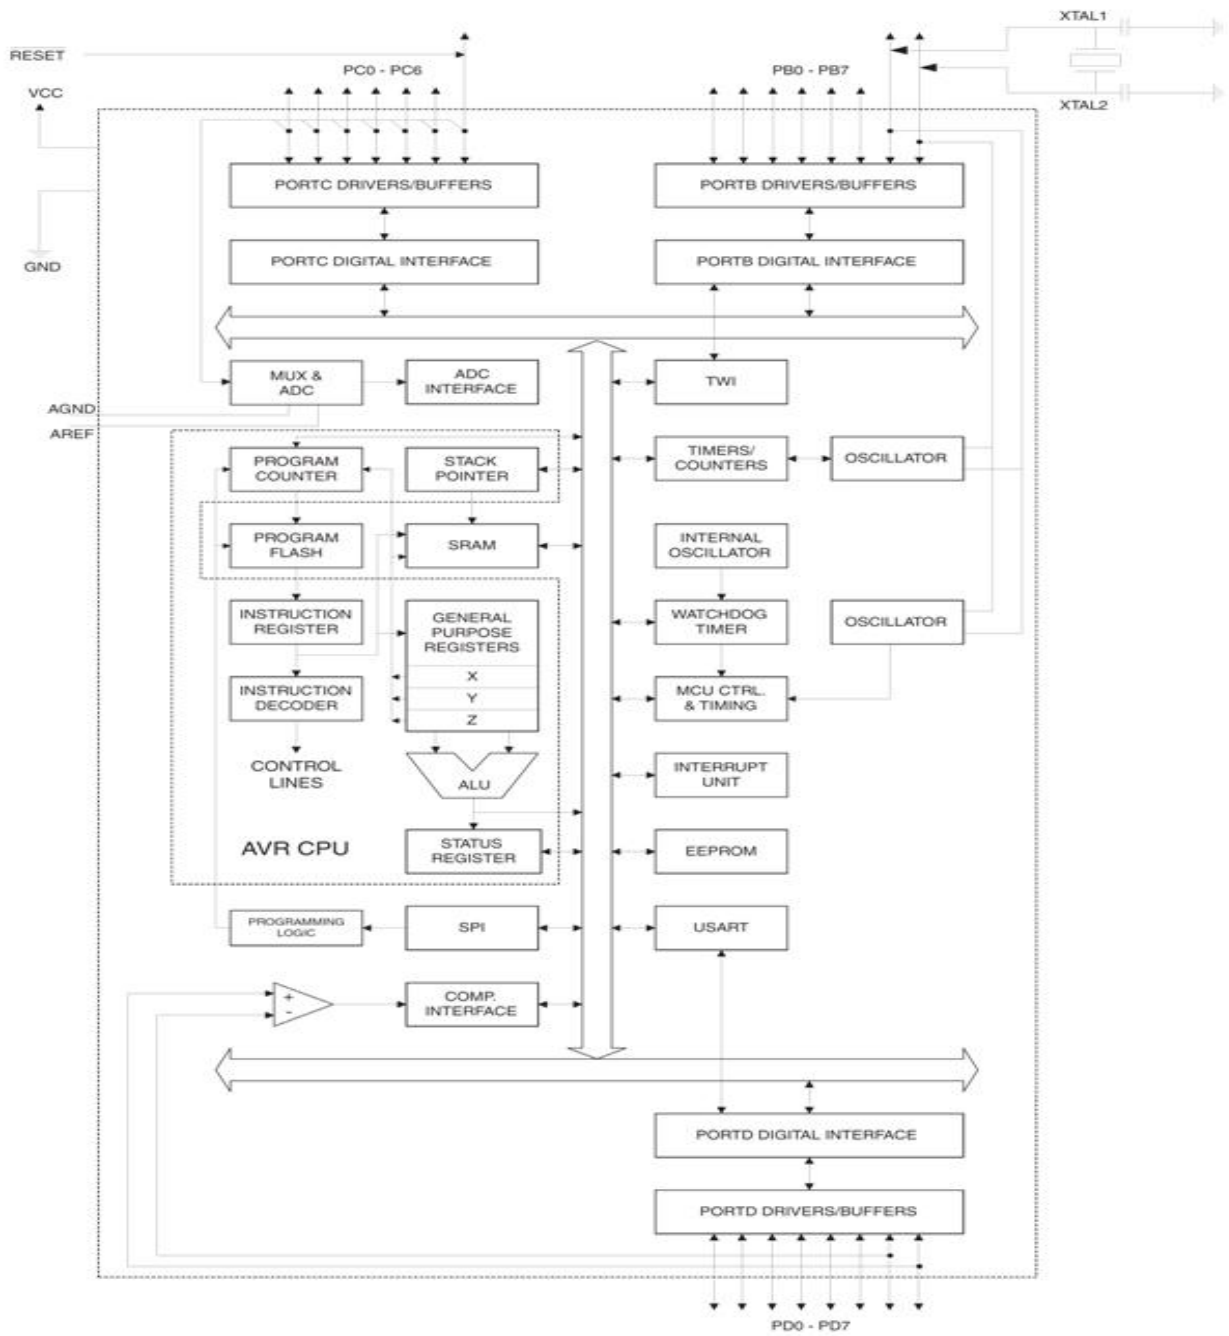 XTAL1
RESET
PC0 - PC6
PB0 - PB7
VCC
XTAL2
PORTC DRIVERS/BUFFERS
PORTB DRIVERS/BUFFERS
PORTC DIGITAL INTERFACE
PORTB DIGITAL INTERFACE
GND
MUX &
ADC
ADC
INTERFACE
TWI
AGND
AREF
PROGRAM
COUNTER
STACK
POINTER
TIMERS/
COUNTERS
OSCILLATOR
PROGRAM
FLASH
SRAM
INTERNAL
OSCILLATOR
INSTRUCTION
REGISTER
GENERAL
PURPOSE
REGISTERS
WATCHDOG
TIMER
OSCILLATOR
X
Y
Z
INSTRUCTION
DECODER
MCU CTRL.
& TIMING
CONTROL
LINES
ALU
INTERRUPT
UNIT
AVR CPU
STATUS
REGISTER
EEPROM
PROGRAMMING
LOGIC
SPI
USART
+
-
COMP.
INTERFACE
PORTD DIGITAL INTERFACE
PORTD DRIVERS/BUFFERS
PD0 - PD7